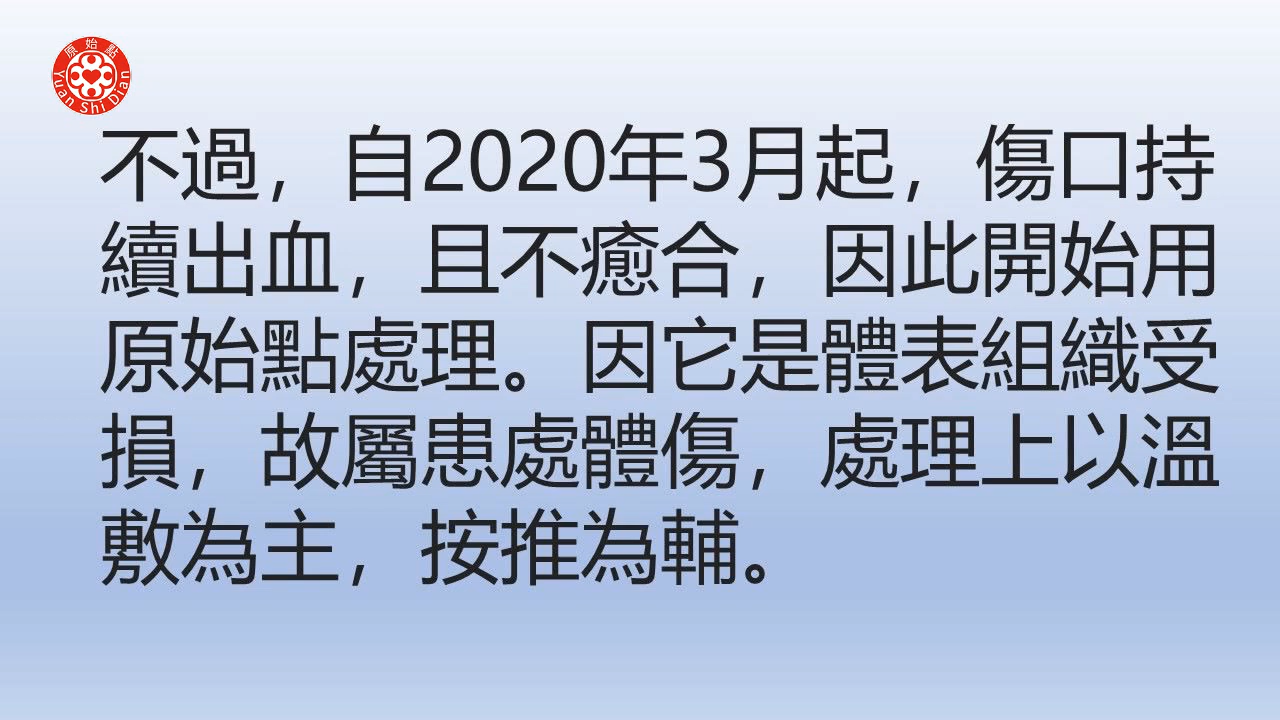 原始點
Yuan Shi Dian
不過，自2020年3月起，傷口持
續出血，且不癒合，因此開始用
原始點處理。因它是體表組織受
損，故屬患處體傷，處理上以溫
敷為主，按推為輔。